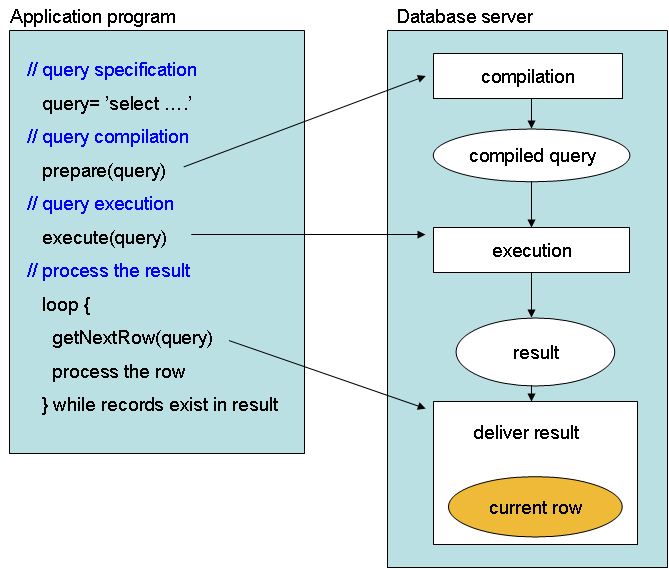 Application program
// query specification
query= ’select ….’
// query compilation
prepare(query)
// query execution
execute(query)
// process the result
loop {
getNextRow(query)
process the row
} while records exist in result
Database server
compilation
compiled query
execution
result
deliver result
current row